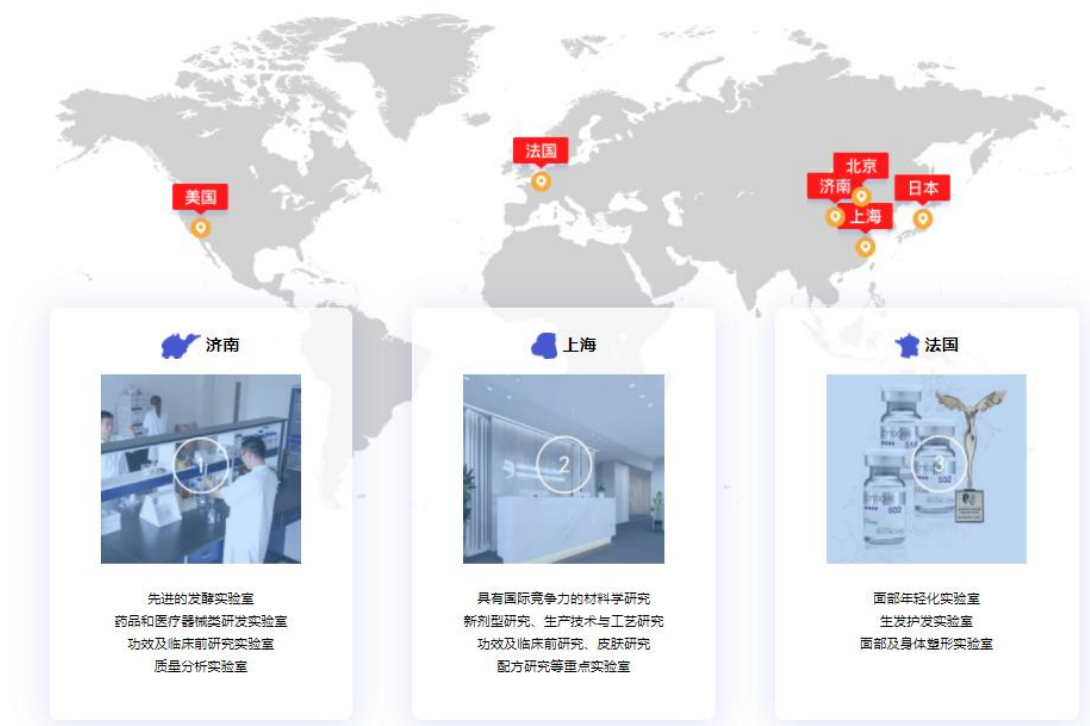 法国
北京
美国
济南
日本
上海
济南
上海
法国
1
2
3
502
502
先进的发酵实验室
药品和医疗器械类研发实验室
功效及临床前研究实验室
质量分析实验室
具有国际竞争力的材料学研究
新剂型研究、生产技术与工艺研究
功效及临床前研究、皮肤研究
配方研究等重点实验室
面部年轻化实验室
生发护发实验室
面部及身体塑形实验室